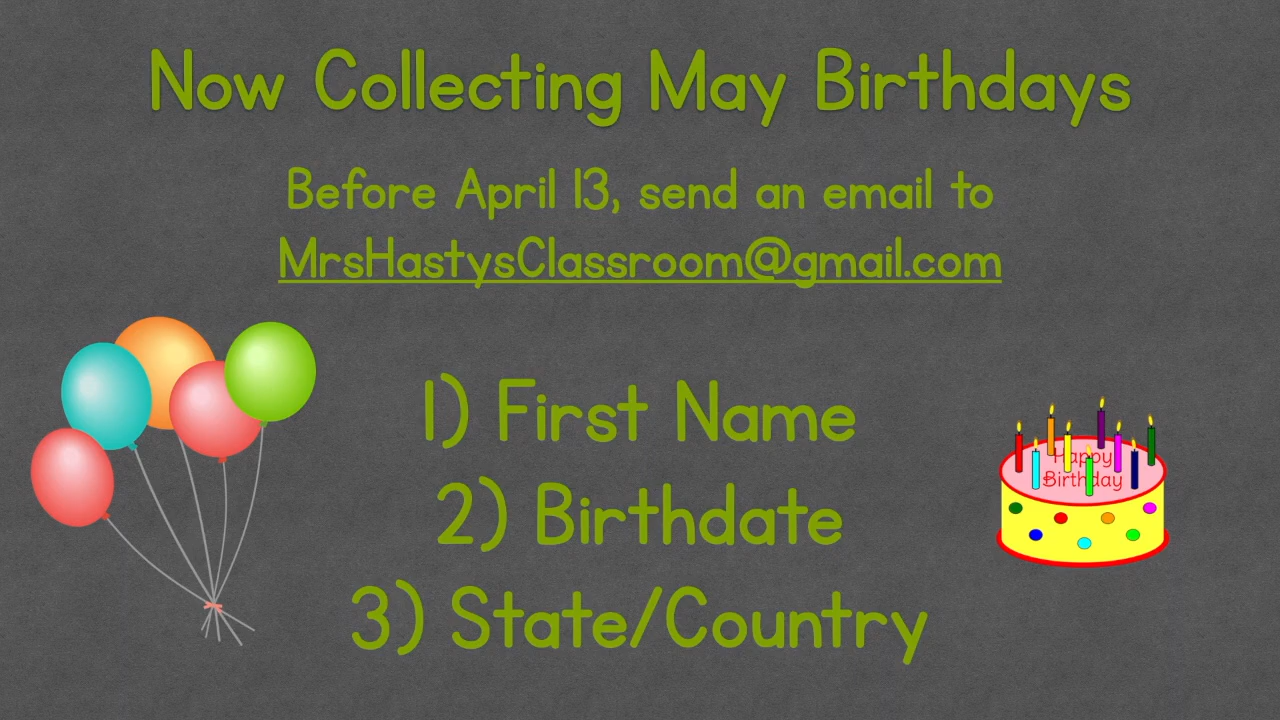 Now Collecting May Birthdays
Before April 13, send an email to
MrsHastysClassroom@gmail.com
1) First Name
2) Birthdate
3) State/Country
Happy
Birthday